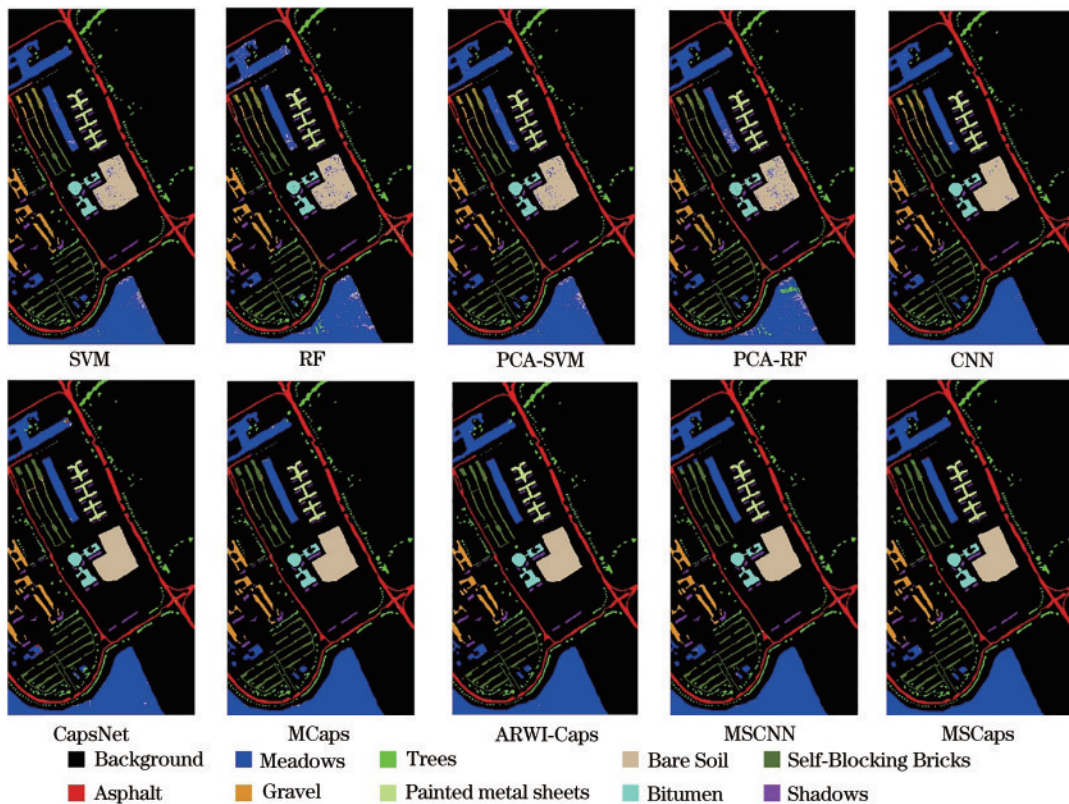 SVM RF PCA-SVM PCA-RF CNN
CapsNet MCaps ARWI-Caps MSCNN MSCaps
Background Meadows Trees Bare Soil Self-Blocking Bricks
Asphalt Gravel Painted metal sheets Bitumen Shadows